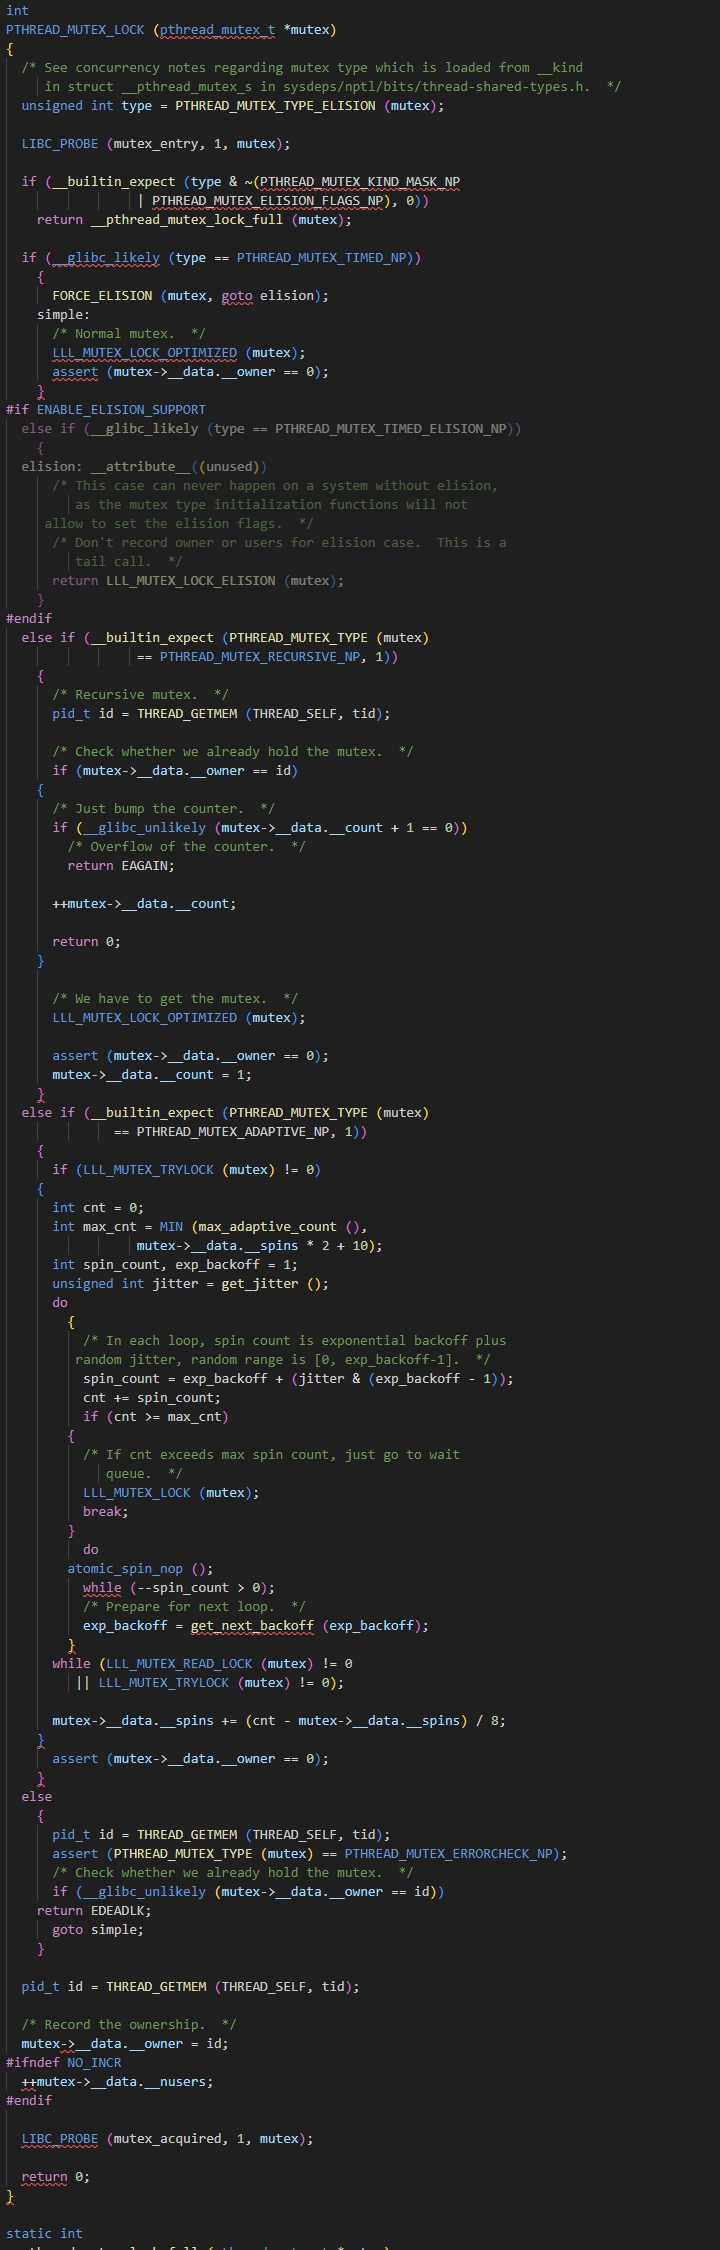 int
PTHREAD_MUTEX_LOCK (pthread_mutex_t *mutex)
{
/* See concurrency notes regarding mutex type which is loaded from __kind
in struct __pthread_mutex_s in sysdeps/nptl/bits/thread-shared-types.h.  */
unsigned int type = PTHREAD_MUTEX_TYPE_ELISION (mutex);
LIBC_PROBE (mutex_entry, 1, mutex);
if (__builtin_expect (type & ~(PTHREAD_MUTEX_KIND_MASK_NP
| PTHREAD_MUTEX_ELISION_FLAGS_NP), 0))
return __pthread_mutex_lock_full (mutex);
if (__glibc_likely (type == PTHREAD_MUTEX_TIMED_NP))
{
FORCE_ELISION (mutex, goto elision);
simple:
/* Normal mutex.  */
LLL_MUTEX_LOCK_OPTIMIZED (mutex);
assert (mutex->__data.__owner == 0);
}
#if ENABLE_ELISION_SUPPORT
else if (__glibc_likely (type == PTHREAD_MUTEX_TIMED_ELISION_NP))
{
elision: __attribute__((unused))
/* This case can never happen on a system without elision,
as the mutex type initialization functions will not
allow to set the elision flags.  */
/* Don't record owner or users for elision case.  This is a
tail call.  */
return LLL_MUTEX_LOCK_ELISION (mutex);
}
#endif
else if (__builtin_expect (PTHREAD_MUTEX_TYPE (mutex)
== PTHREAD_MUTEX_RECURSIVE_NP, 1))
{
/* Recursive mutex.  */
pid_t id = THREAD_GETMEM (THREAD_SELF, tid);
/* Check whether we already hold the mutex.  */
if (mutex->__data.__owner == id)
{
/* Just bump the counter.  */
if (__glibc_unlikely (mutex->__data.__count + 1 == 0))
/* Overflow of the counter.  */
return EAGAIN;
++mutex->__data.__count;
return 0;
}
/* We have to get the mutex.  */
LLL_MUTEX_LOCK_OPTIMIZED (mutex);
assert (mutex->__data.__owner == 0);
mutex->__data.__count = 1;
}
else if (__builtin_expect (PTHREAD_MUTEX_TYPE (mutex)
== PTHREAD_MUTEX_ADAPTIVE_NP, 1))
{
if (LLL_MUTEX_TRYLOCK (mutex) != 0)
{
int cnt = 0;
int max_cnt = MIN (max_adaptive_count (),
mutex->__data.__spins * 2 + 10);
int spin_count, exp_backoff = 1;
unsigned int jitter = get_jitter ();
do
{
/* In each loop, spin count is exponential backoff plus
random jitter, random range is [0, exp_backoff-1].  */
spin_count = exp_backoff + (jitter & (exp_backoff - 1));
cnt += spin_count;
if (cnt >= max_cnt)
{
/* If cnt exceeds max spin count, just go to wait
queue.  */
LLL_MUTEX_LOCK (mutex);
break;
}
do
atomic_spin_nop ();
while (--spin_count > 0);
/* Prepare for next loop.  */
exp_backoff = get_next_backoff (exp_backoff);
}
while (LLL_MUTEX_READ_LOCK (mutex) != 0
|| LLL_MUTEX_TRYLOCK (mutex) != 0);
mutex->__data.__spins += (cnt - mutex->__data.__spins) / 8;
}
assert (mutex->__data.__owner == 0);
}
else
{
pid_t id = THREAD_GETMEM (THREAD_SELF, tid);
assert (PTHREAD_MUTEX_TYPE (mutex) == PTHREAD_MUTEX_ERRORCHECK_NP);
/* Check whether we already hold the mutex.  */
if (__glibc_unlikely (mutex->__data.__owner == id))
return EDEADLK;
goto simple;
}
pid_t id = THREAD_GETMEM (THREAD_SELF, tid);
/* Record the ownership.  */
mutex->__data.__owner = id;
#ifndef NO_INCR
++mutex->__data.__nusers;
#endif
LIBC_PROBE (mutex_acquired, 1, mutex);
return 0;
}
static int